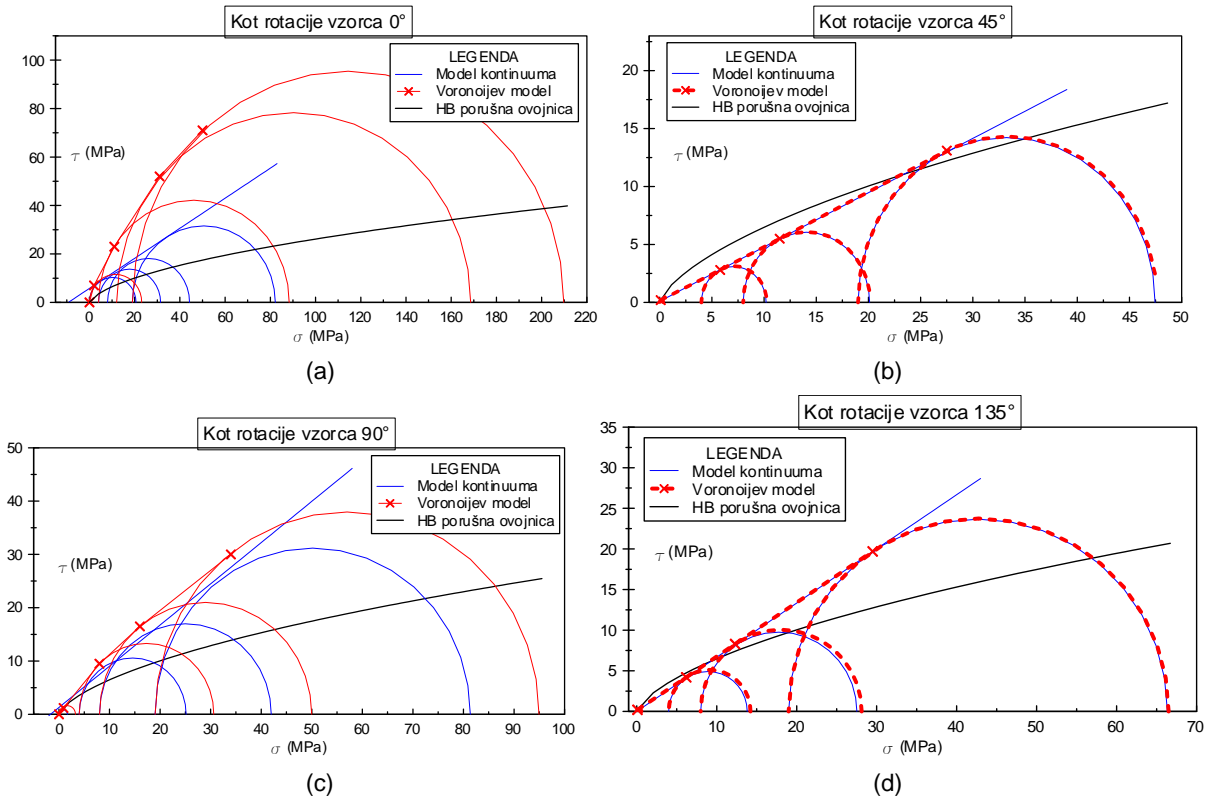 Kot rotacije vzorca 0°
LEGENDA
Model kontinuuma
Voronoijev model
HB porušna ovojnica
τ (MPa)
100
80
60
40
20
0
0 20 40 60 80 100 120 140 160 180 200 220
σ (MPa)
(a)
Kot rotacije vzorca 45°
LEGENDA
Model kontinuuma
Voronoijev model
HB porušna ovojnica
τ (MPa)
20
15
10
5
0
0 5 10 15 20 25 30 35 40 45 50
σ (MPa)
(b)
Kot rotacije vzorca 90°
LEGENDA
Model kontinuuma
Voronoijev model
HB porušna ovojnica
τ (MPa)
50
40
30
20
10
0
0 10 20 30 40 50 60 70 80 90 100
σ (MPa)
(c)
Kot rotacije vzorca 135°
LEGENDA
Model kontinuuma
Voronoijev model
HB porušna ovojnica
τ (MPa)
35
30
25
20
15
10
5
0
0 10 20 30 40 50 60 70
σ (MPa)
(d)